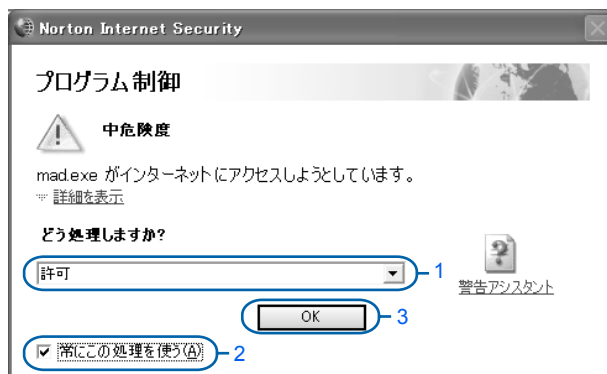 Norton Internet Security
プログラム制御
中危険度
mad.exe がインターネットにアクセスしようとしています。
詳細を表示
どう処理しますか?
許可
1
警告アシスタント
OK
3
常にこの処理を使う(A)
2